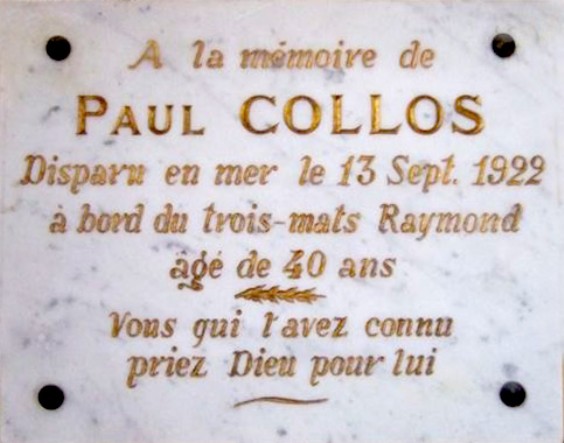 A la mémoire de
PAUL COLLOS
Disparu en mer le 13 Sept. 1922
à bord du trois-mats Raymond
âgé de 40 ans
Vous qui l'avez connu
priez Dieu pour lui